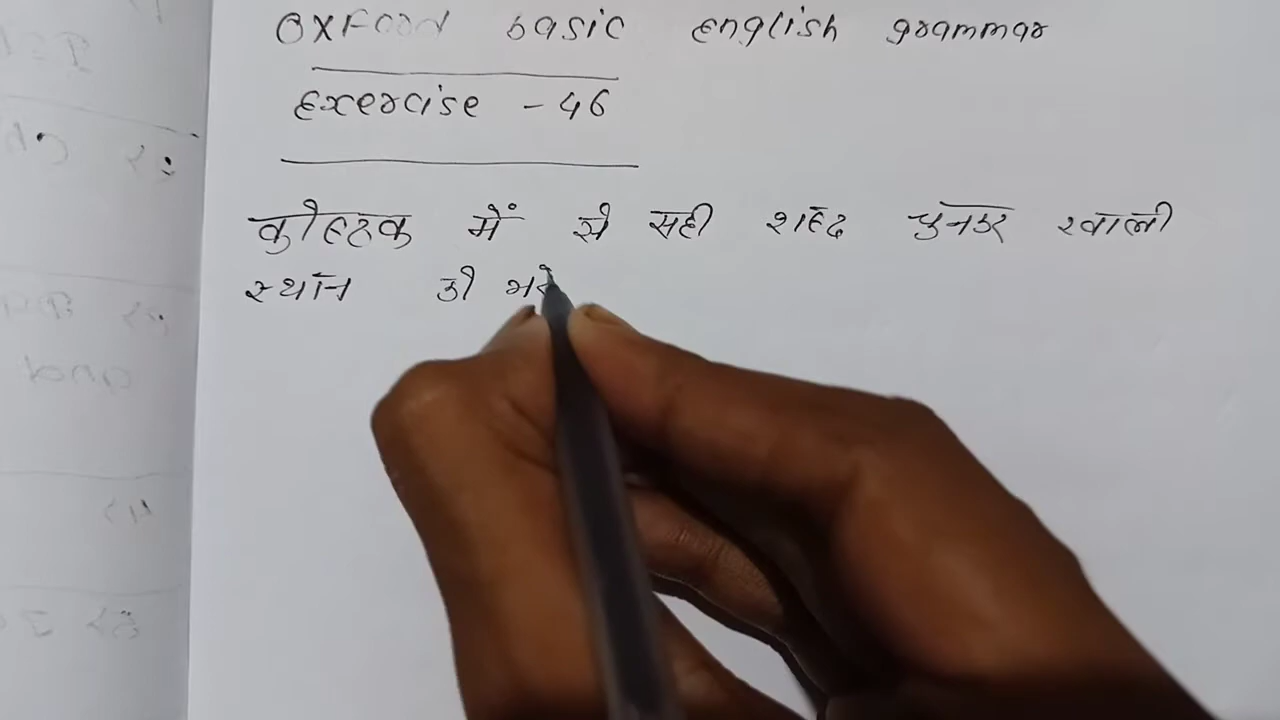 Oxford basic English grammar
Exercise - 46
कोष्ठक में से सही शब्द चुनकर खाली
स्थान की भरे